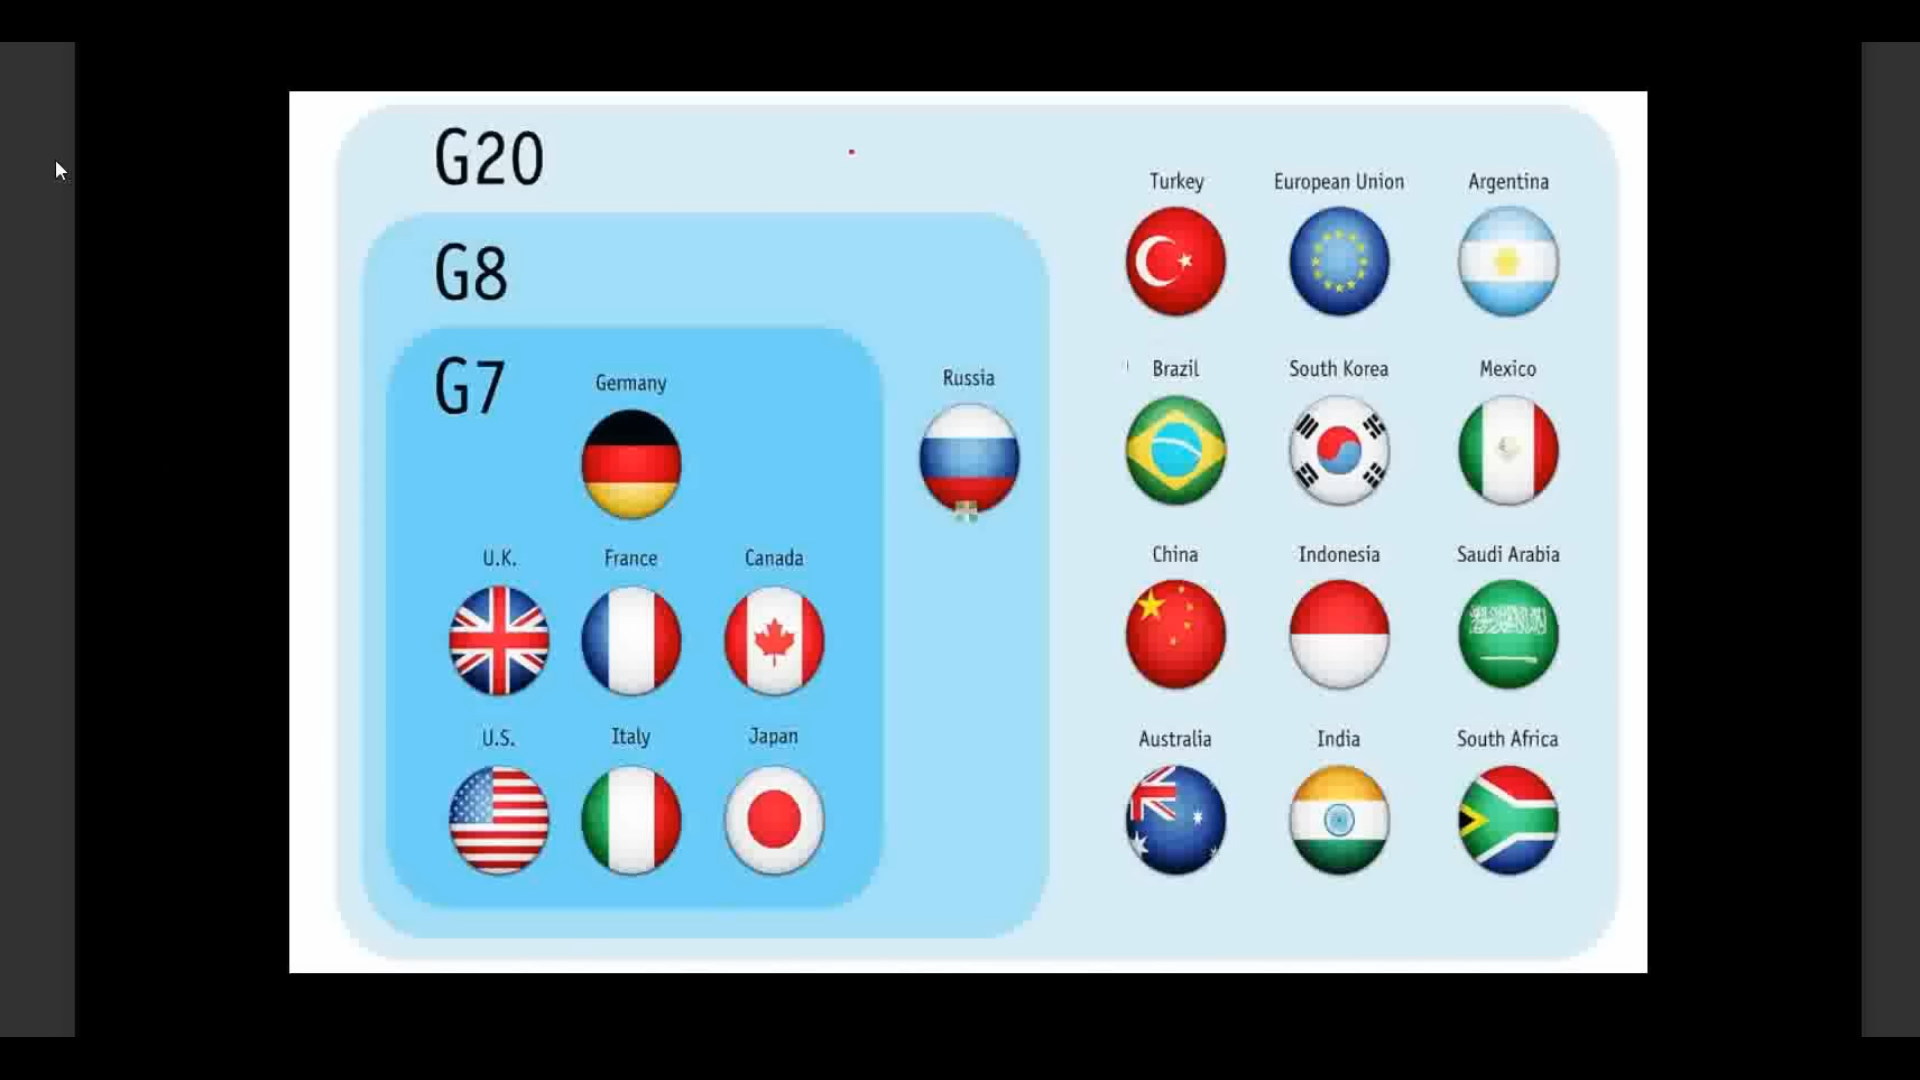 G20
Turkey European Union Argentina
G8
Brazil South Korea Mexico
G7
Germany
Russia
U.K. France Canada
China Indonesia Saudi Arabia
U.S. Italy Japan
Australia India South Africa